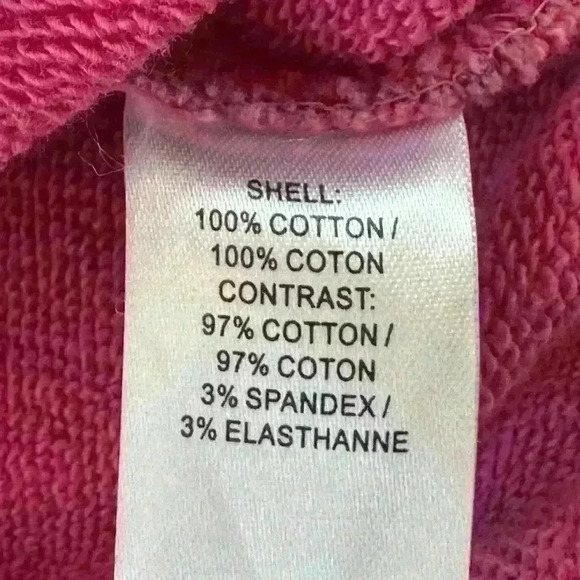 SHELL:
100% COTTON /
100% COTON
CONTRAST:
97% COTTON /
97% COTON
3% SPANDEX /
3% ELASTHANNE